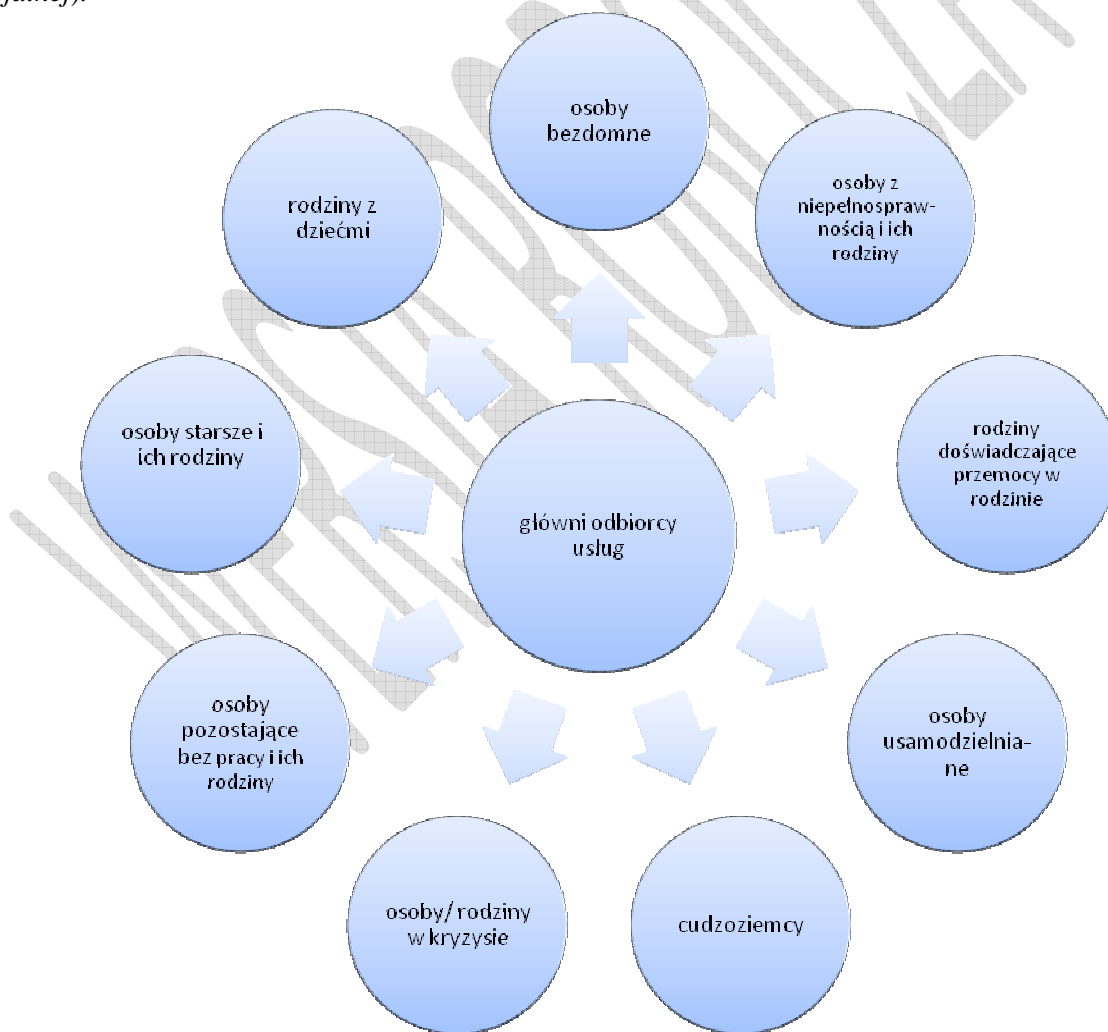 jalnej).
osoby
bezdomne
osoby z
niepełnospraw-
nością i ich
rodziny
rodziny
doświadczające
przemocy w
rodzinie
osoby
usamodzielnia-
ne
cudzoziemcy
osoby/ rodziny
w kryzysie
osoby
pozostające
bez pracy i ich
rodziny
osoby starsze i
ich rodziny
rodziny z
dziećmi
główni odbiorcy
usług